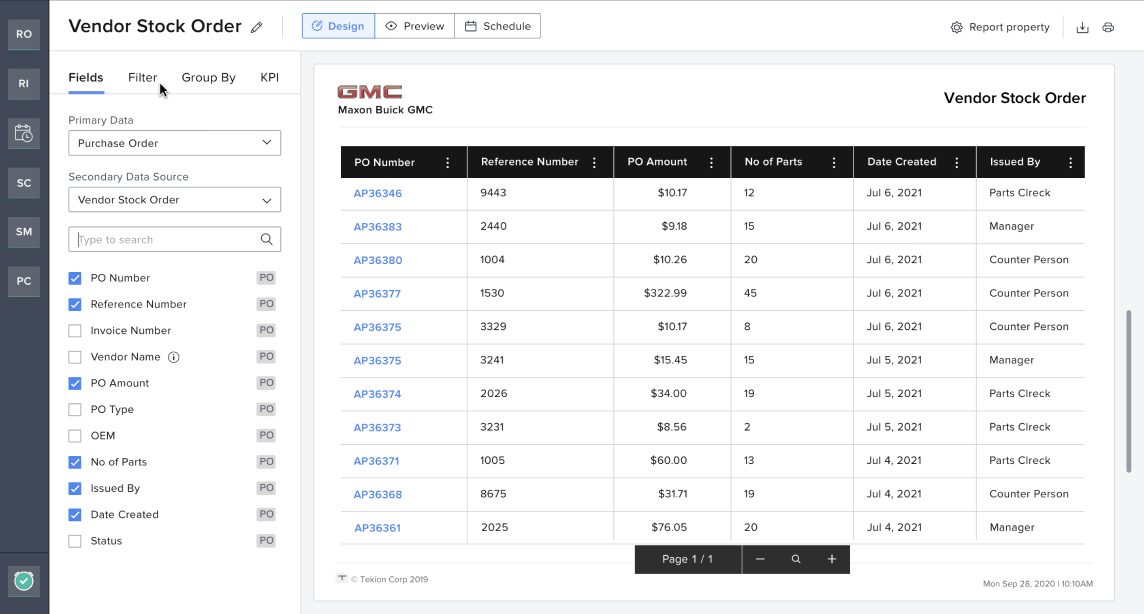 RO
RI
SC
SM
PC
Vendor Stock Order
Design
Preview
Schedule
Report property
Fields
Filter
Group By
KPI
Primary Data
Purchase Order
Secondary Data Source
Vendor Stock Order
Type to search
PO Number PO
Reference Number PO
Invoice Number PO
Vendor Name PO
PO Amount PO
PO Type PO
OEM PO
No of Parts PO
Issued By PO
Date Created PO
Status PO
GMC
Maxon Buick GMC
Vendor Stock Order
PO Number Reference Number PO Amount No of Parts Date Created Issued By
AP36346 9443 $10.17 12 Jul 6, 2021 Parts Clreck
AP36383 2440 $9.18 15 Jul 6, 2021 Manager
AP36380 1004 $10.26 20 Jul 6, 2021 Counter Person
AP36377 1530 $322.99 45 Jul 6, 2021 Counter Person
AP36375 3329 $10.17 8 Jul 6, 2021 Counter Person
AP36375 3241 $15.45 15 Jul 5, 2021 Manager
AP36374 2026 $34.00 19 Jul 5, 2021 Parts Clreck
AP36373 3231 $8.56 2 Jul 5, 2021 Parts Clreck
AP36371 1005 $60.00 13 Jul 4, 2021 Parts Clreck
AP36368 8675 $31.71 19 Jul 4, 2021 Counter Person
AP36361 2025 $76.05 20 Jul 4, 2021 Manager
Page 1 / 1
© Tekion Corp 2019
Mon Sep 28, 2020 | 10:10AM